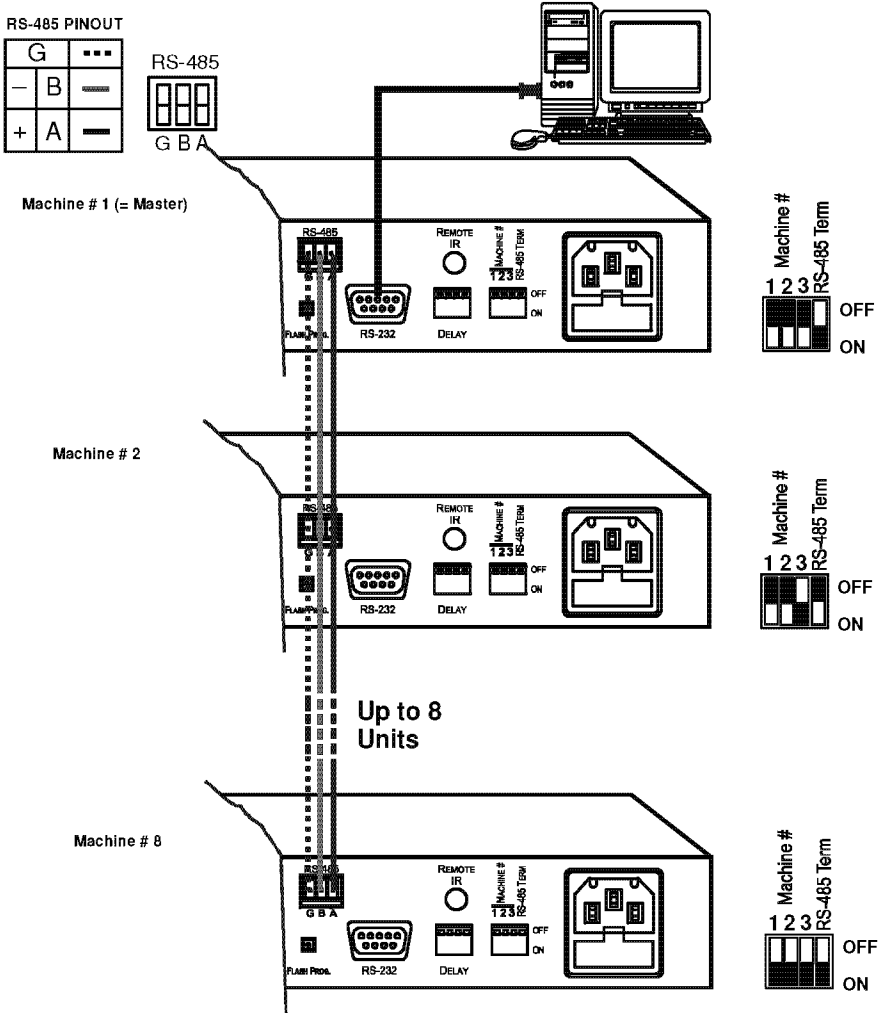 RS-485 PINOUT
G
− B
+ A
RS-485
G B A
Machine # 1 (= Master)
RS-485
G A
FLASH PROG.
RS-232
REMOTE
IR
DELAY
MACHINE #
1 2 3
RS-485 TERM
OFF
ON
Machine #
1 2 3
RS-485 Term
OFF
ON
Machine # 2
RS-485
G A
FLASH PROG.
RS-232
REMOTE
IR
DELAY
MACHINE #
1 2 3
RS-485 TERM
OFF
ON
Machine #
1 2 3
RS-485 Term
OFF
ON
Up to 8
Units
Machine # 8
RS-485
G B A
FLASH PROG.
RS-232
REMOTE
IR
DELAY
MACHINE #
1 2 3
RS-485 TERM
OFF
ON
Machine #
1 2 3
RS-485 Term
OFF
ON